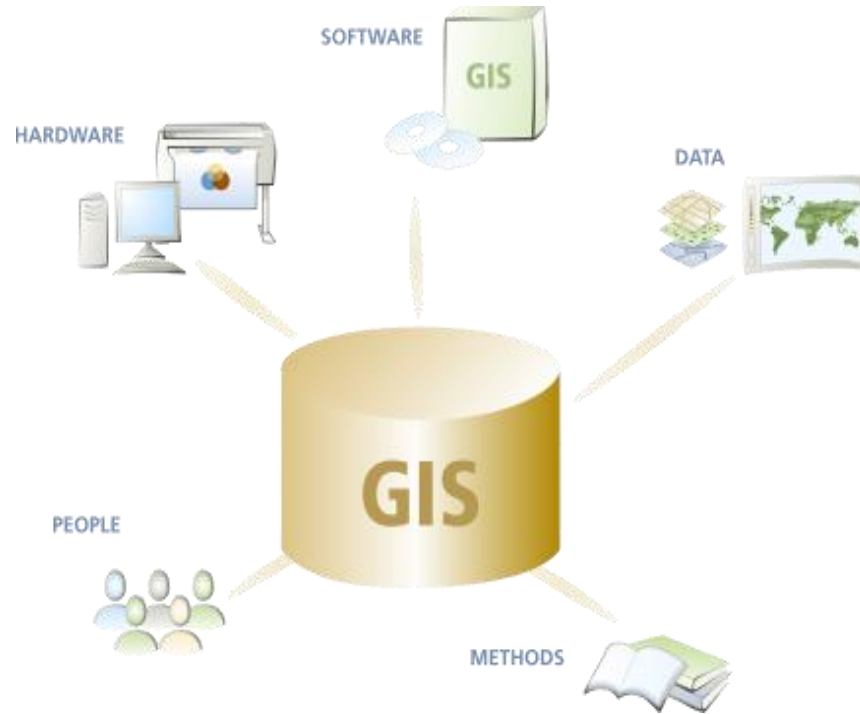 SOFTWARE
GIS
HARDWARE
DATA
GIS
PEOPLE
METHODS